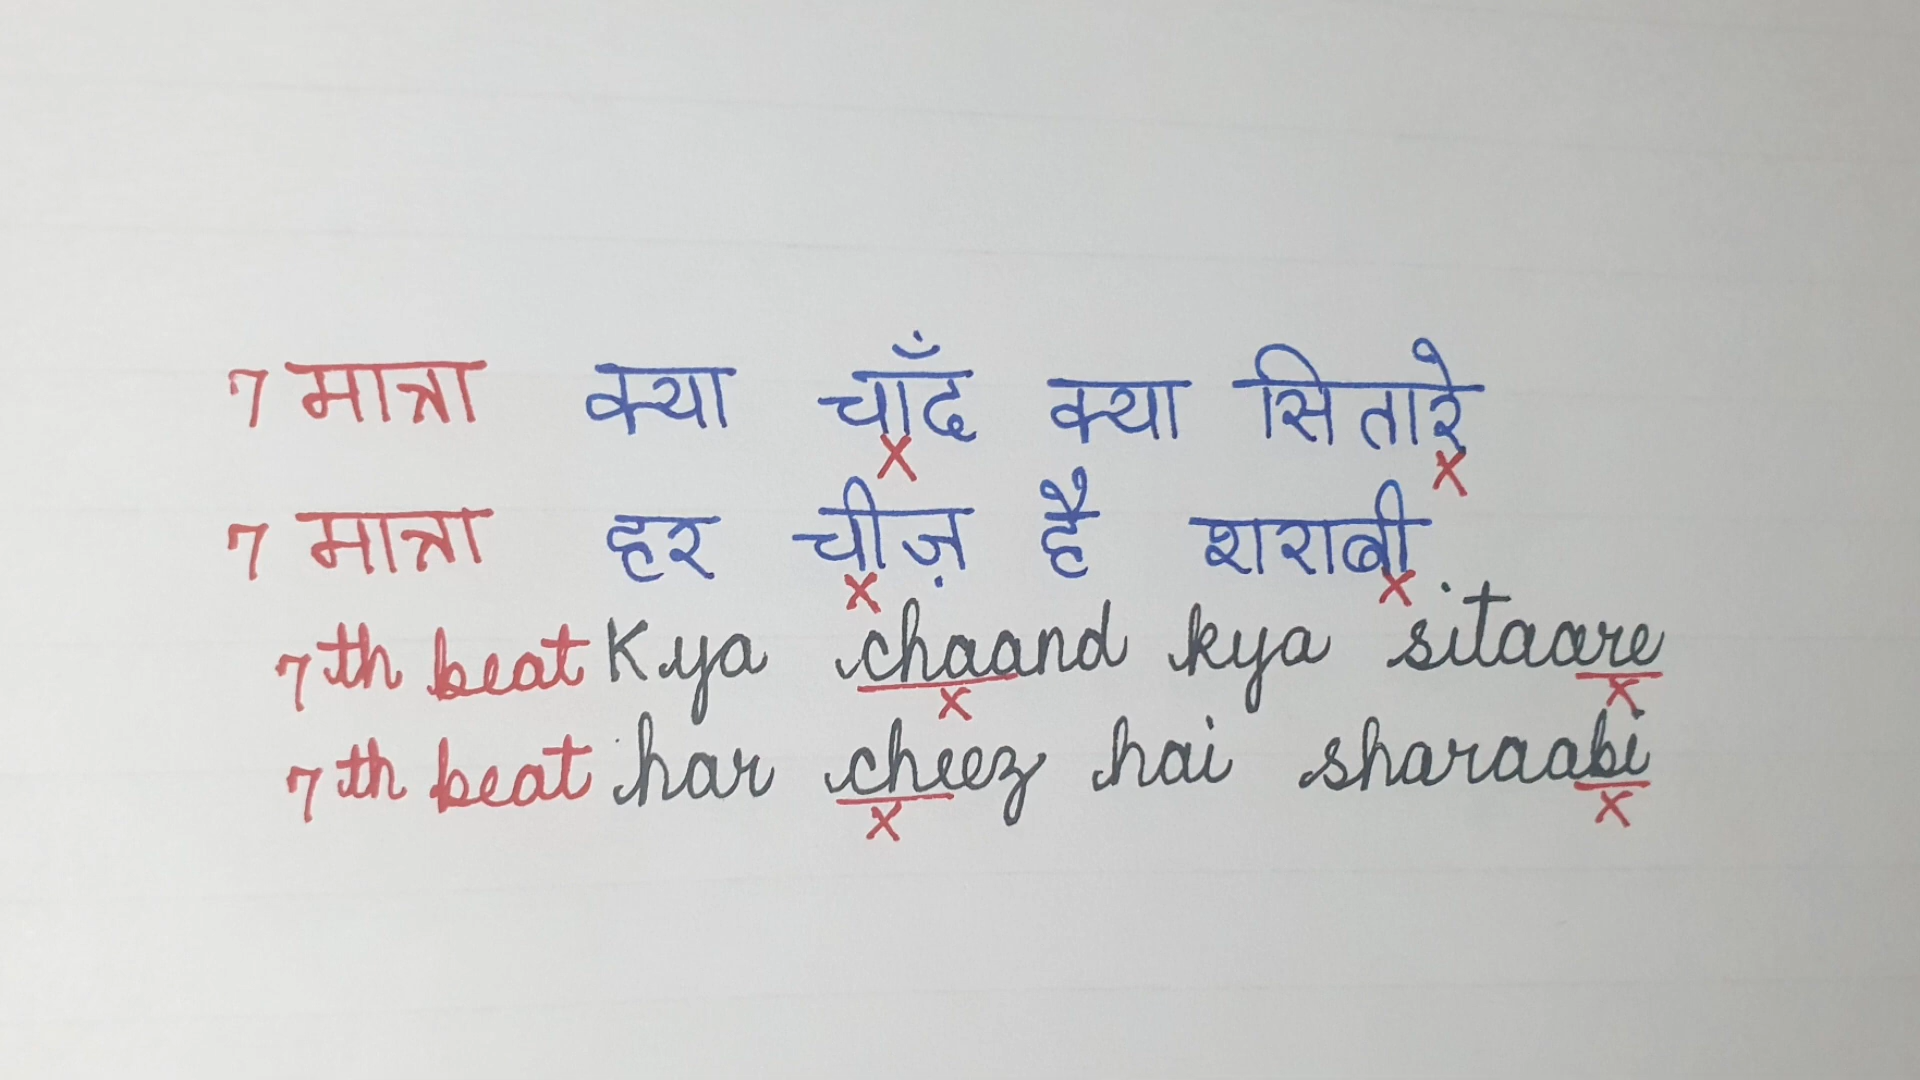 7 मात्रा क्या चाँद क्या सितारे
x x
7 मात्रा हर चीज़ है शराबी
x x
7th beat Kya chaand kya sitaare
x x
7th beat har cheez hai sharaabi
x x